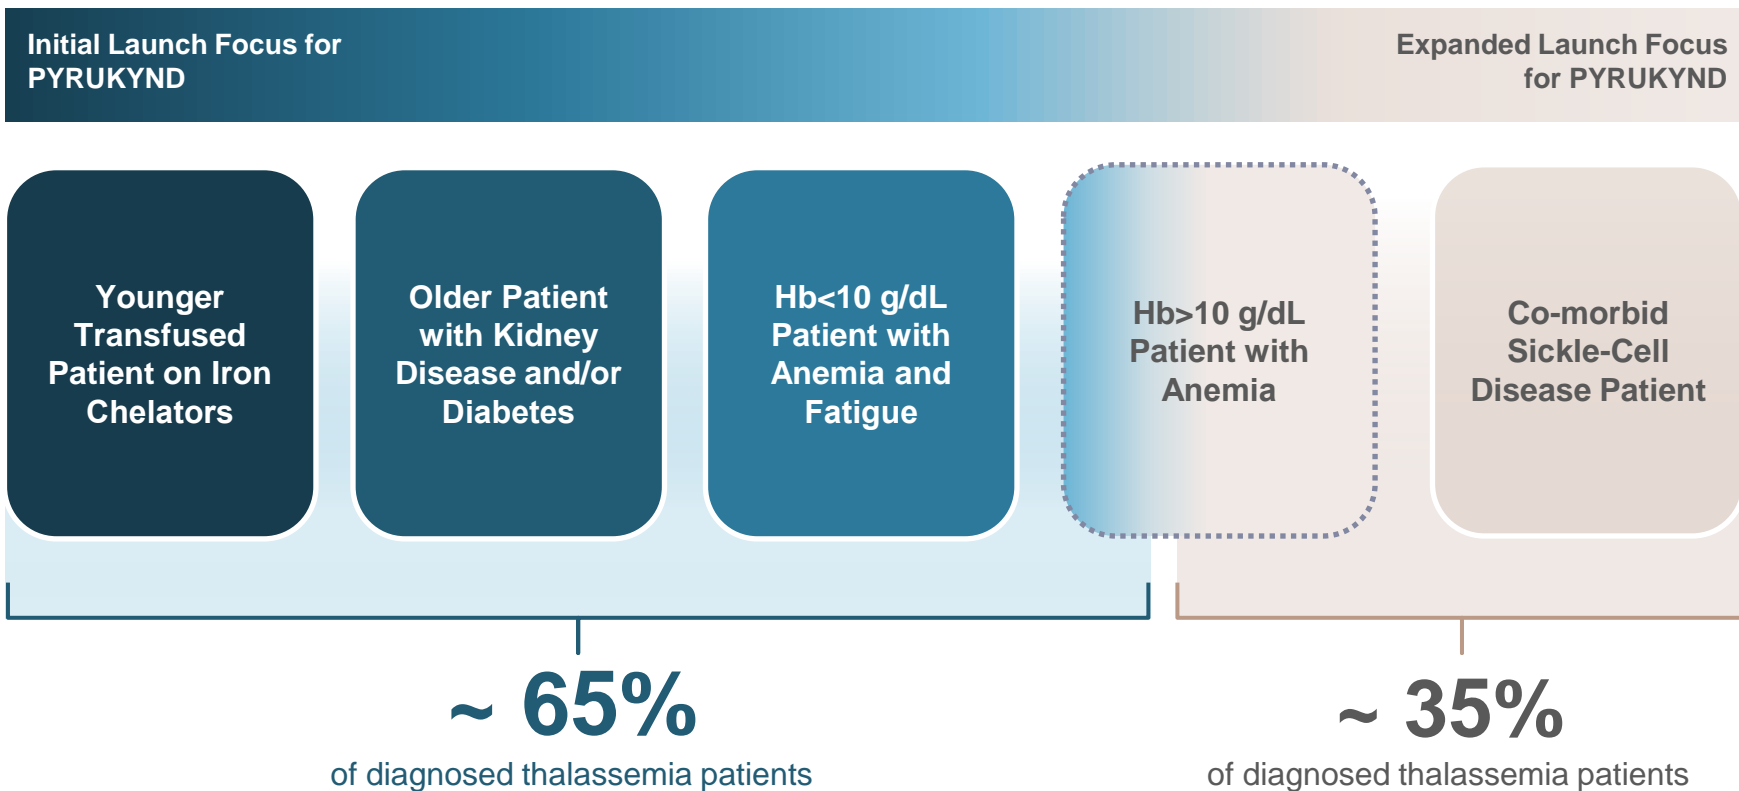 Initial Launch Focus for
PYRUKYND
Expanded Launch Focus
for PYRUKYND
Younger
Transfused
Patient on Iron
Chelators
Older Patient
with Kidney
Disease and/or
Diabetes
Hb<10 g/dL
Patient with
Anemia and
Fatigue
Hb>10 g/dL
Patient with
Anemia
Co-morbid
Sickle-Cell
Disease Patient
~ 65%
of diagnosed thalassemia patients
~ 35%
of diagnosed thalassemia patients